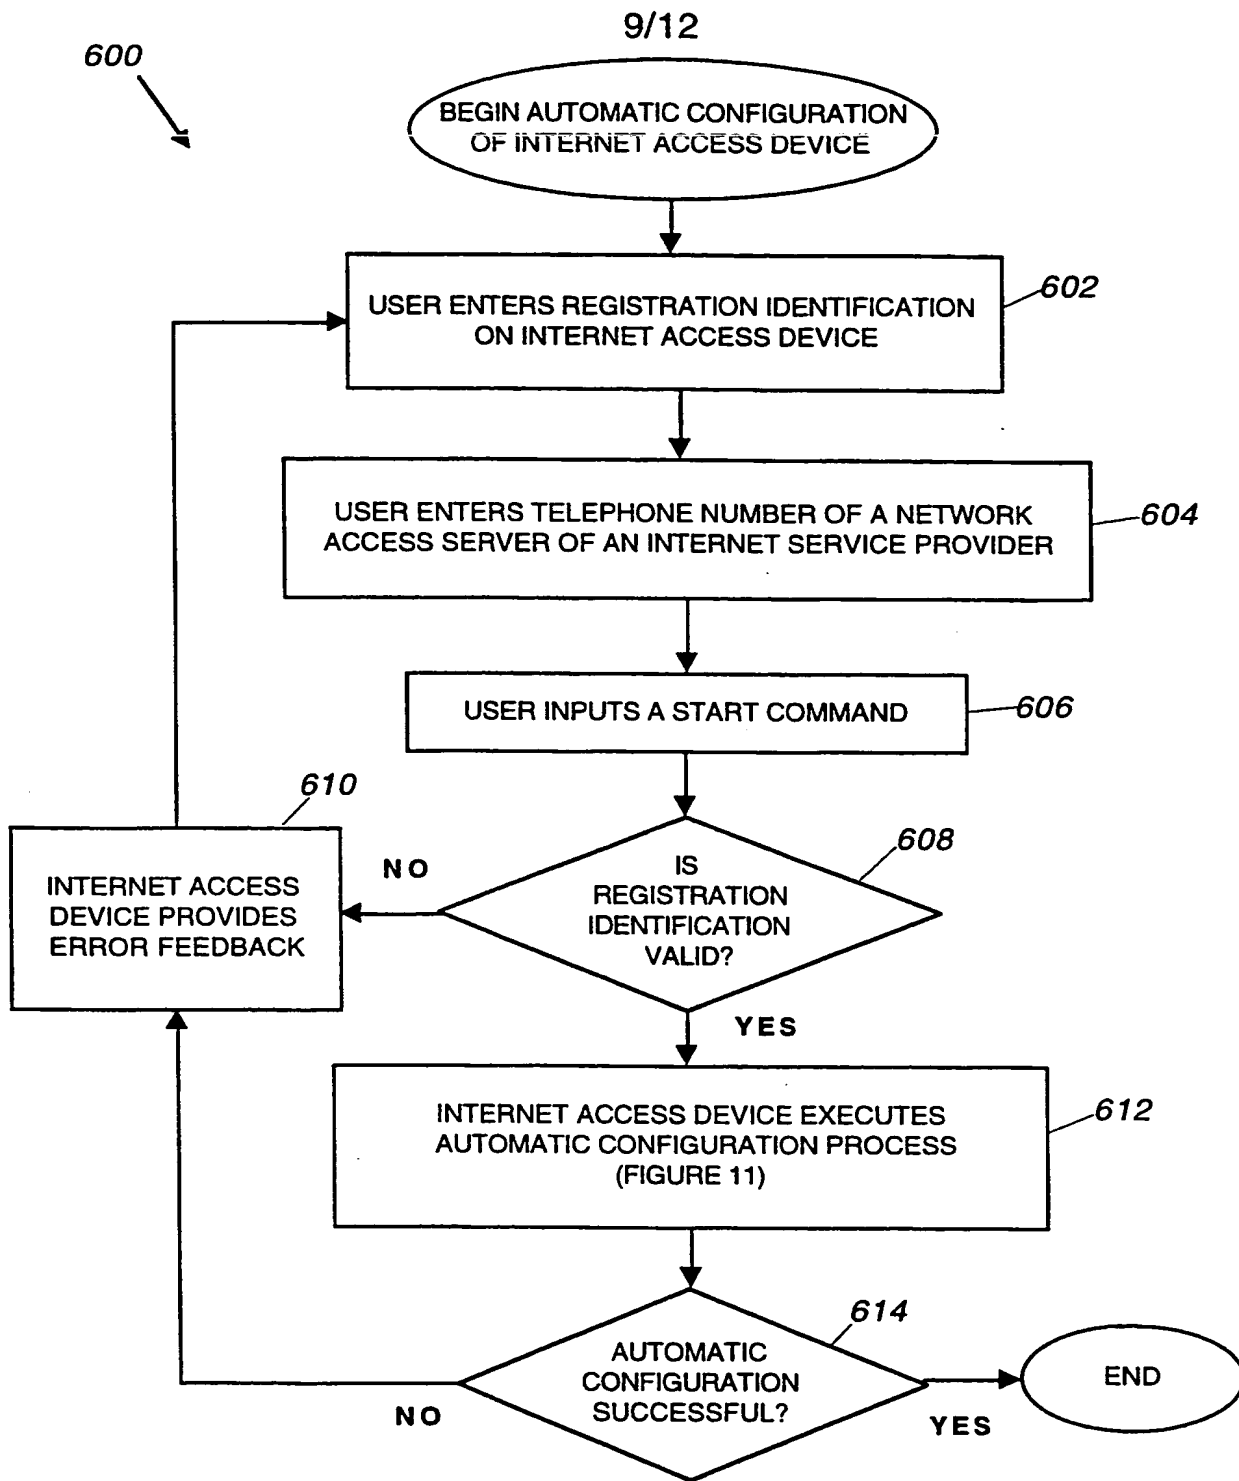 9/12
600
BEGIN AUTOMATIC CONFIGURATION
OF INTERNET ACCESS DEVICE
602
USER ENTERS REGISTRATION IDENTIFICATION
ON INTERNET ACCESS DEVICE
USER ENTERS TELEPHONE NUMBER OF A NETWORK
ACCESS SERVER OF AN INTERNET SERVICE PROVIDER
604
USER INPUTS A START COMMAND
606
610
608
NO
IS
REGISTRATION
IDENTIFICATION
VALID?
INTERNET ACCESS
DEVICE PROVIDES
ERROR FEEDBACK
YES
INTERNET ACCESS DEVICE EXECUTES
AUTOMATIC CONFIGURATION PROCESS
(FIGURE 11)
612
614
AUTOMATIC
CONFIGURATION
SUCCESSFUL?
END
NO
YES